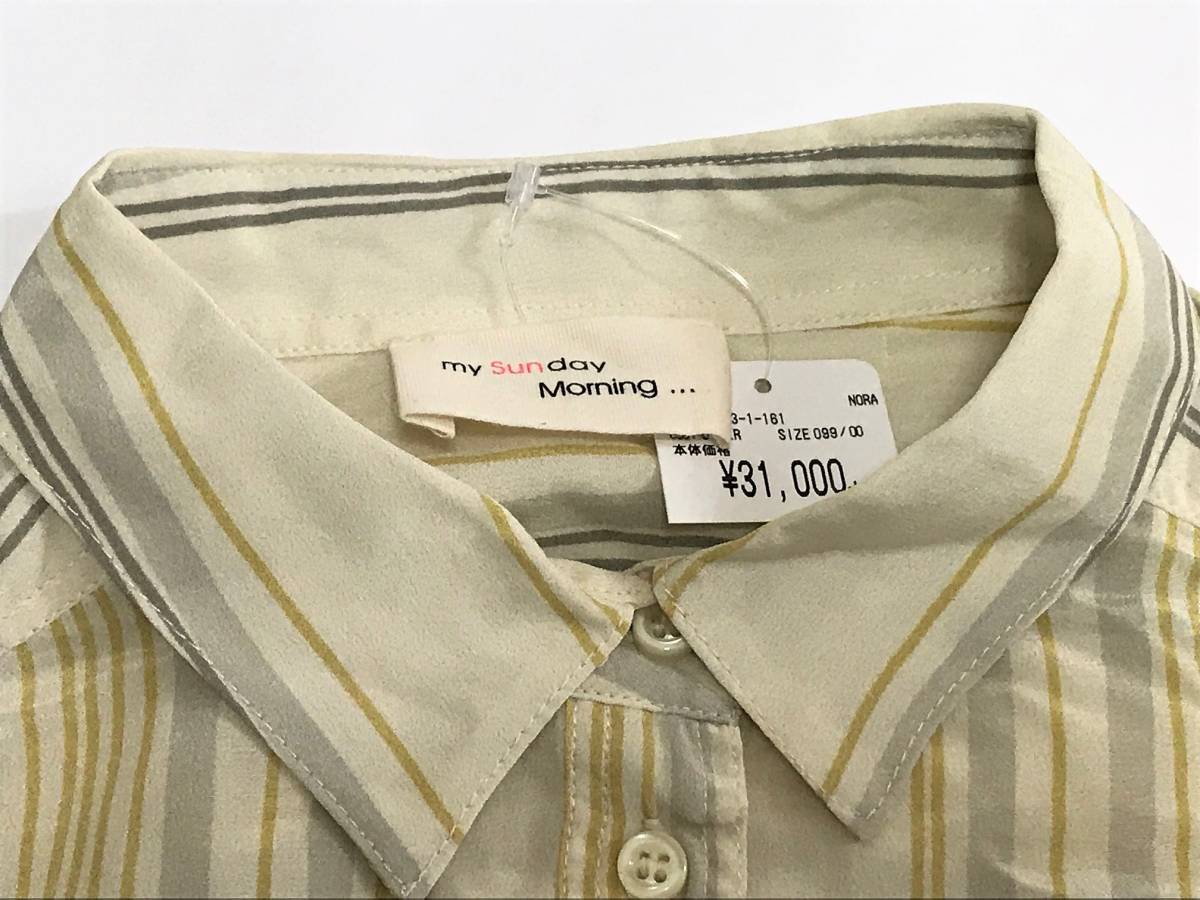 my Sunday
Morning ...
NORA
3-1-161
SIZE 099/00
本体価格
¥31,000